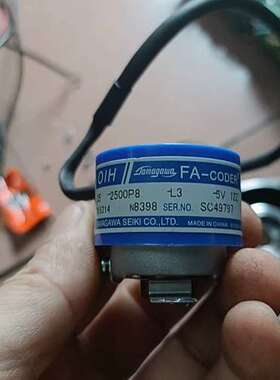 OIH Tamagawa FA-CODER
-2500P8 -L3 -5V
N8398 SER.NO. SC49797
TAMAGAWA SEIKI CO.,LTD. MADE IN CHINA